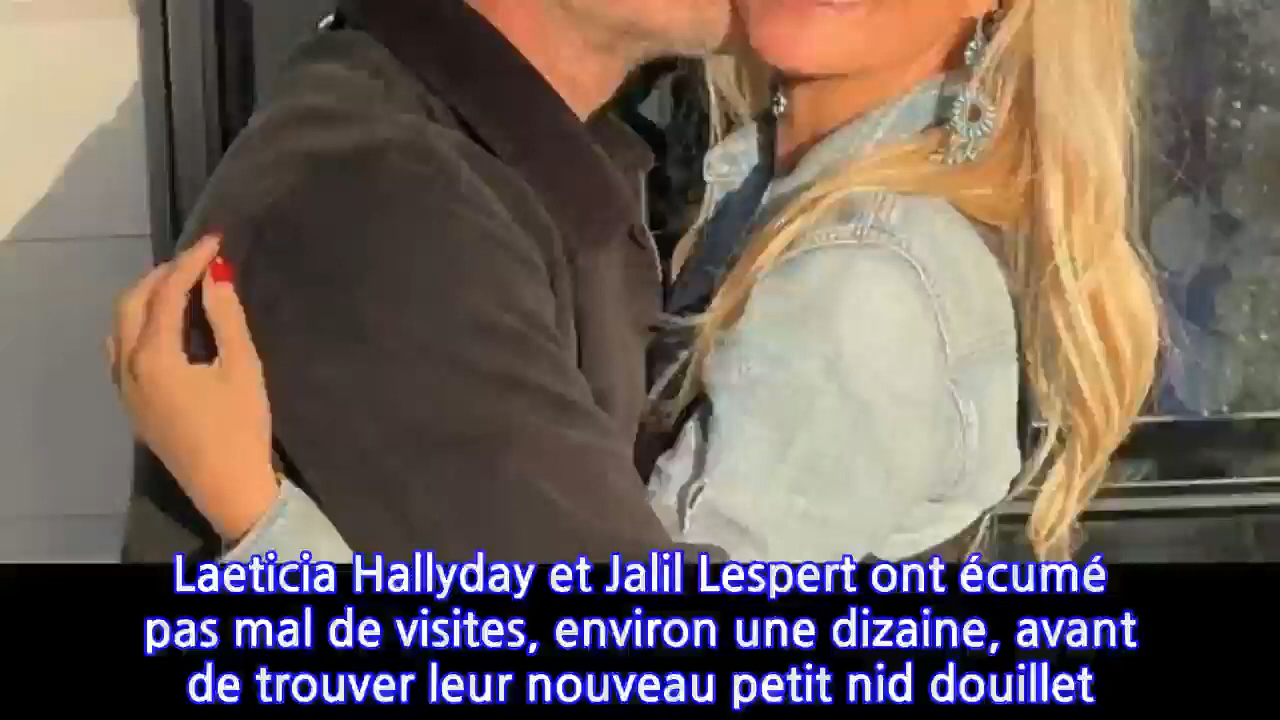 Laeticia Hallyday et Jalil Lespert ont écumé
pas mal de visites, environ une dizaine, avant
de trouver leur nouveau petit nid douillet